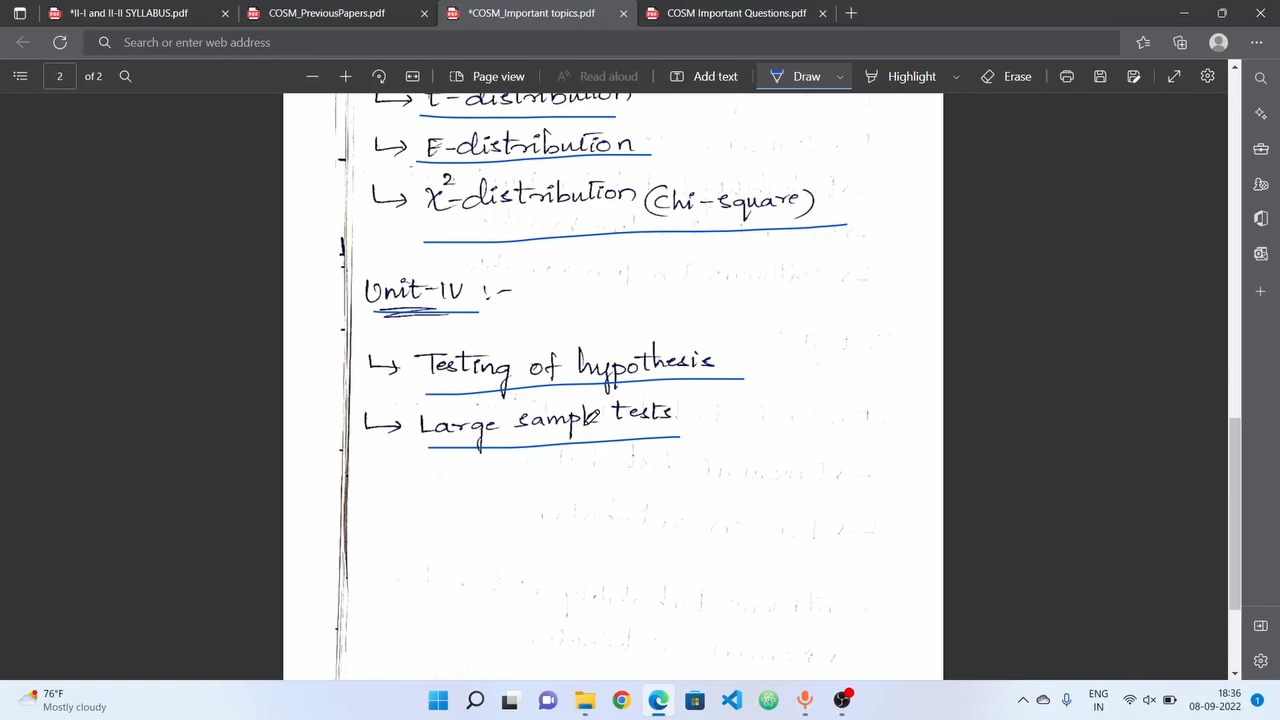 *II-I and II-II SYLLABUS.pdf
COSM_PreviousPapers.pdf
*COSM_Important topics.pdf
COSM Important Questions.pdf
Search or enter web address
2 of 2
Page view
Read aloud
Add text
Draw
Highlight
Erase
t-distribution
F-distribution
χ²-distribution (Chi-square)
Unit-IV :-
Testing of hypothesis
Large sample tests
76°F
Mostly cloudy
ENG
IN
18:36
08-09-2022
1